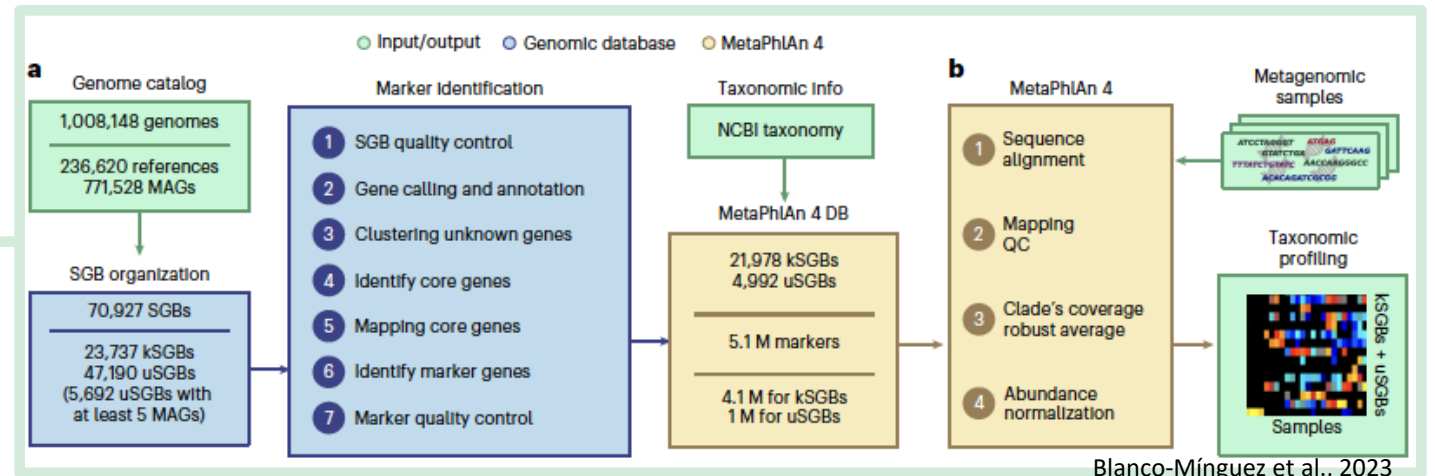 Input/output
Genomic database
MetaPhlAn 4
a
Genome catalog
1,008,148 genomes
236,620 references
771,528 MAGs
SGB organization
70,927 SGBs
23,737 kSGBs
47,190 uSGBs
(5,692 uSGBs with
at least 5 MAGs)
Marker identification
1 SGB quality control
2 Gene calling and annotation
3 Clustering unknown genes
4 Identify core genes
5 Mapping core genes
6 Identify marker genes
7 Marker quality control
Taxonomic info
NCBI taxonomy
MetaPhlAn 4 DB
21,978 kSGBs
4,992 uSGBs
5.1 M markers
4.1 M for kSGBs
1 M for uSGBs
b
MetaPhlAn 4
1 Sequence
alignment
2 Mapping
QC
3 Clade's coverage
robust average
4 Abundance
normalization
Metagenomic
samples
ATGAG
GTATCTGA
GATTCAAG
AACCAAGGGCC
ACACAGATCGCGG
Taxonomic
profiling
kSGBs + uSGBs
Samples
Blanco-Mínguez et al., 2023